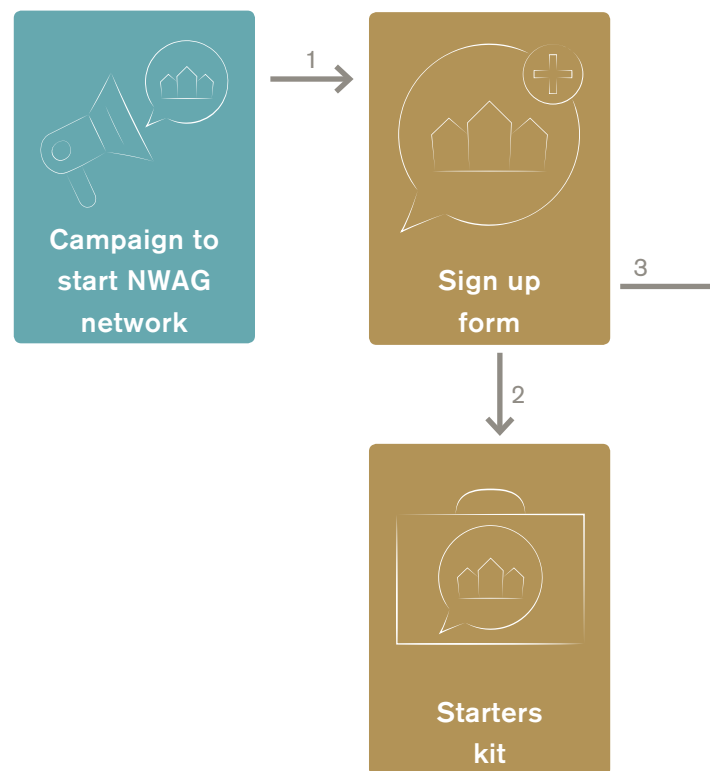 1
Campaign to
start NWAG
network
Sign up
form
3
2
Starters
kit